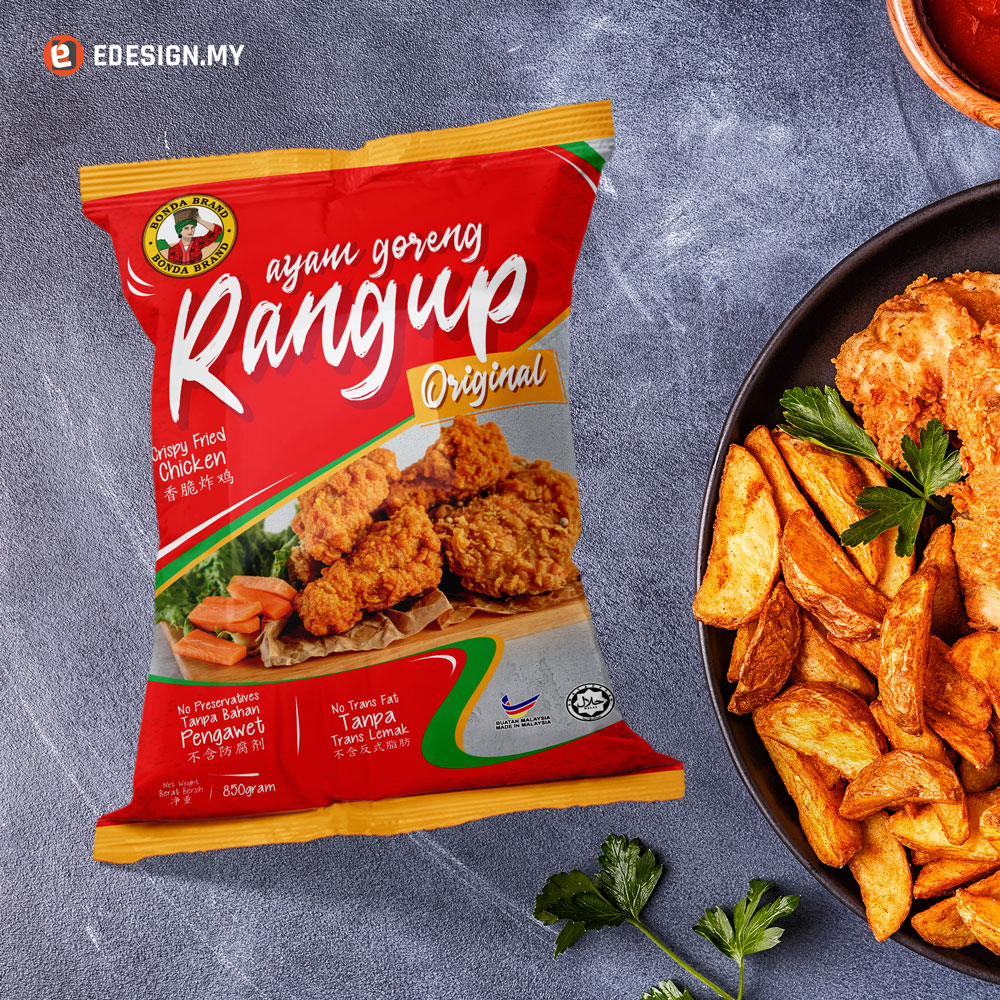 e EDESIGN.MY
BONDA BRAND
BONDA BRAND
ayam goreng
Rangup
Original
Crispy Fried
Chicken
香脆炸鸡
No Preservatives
Tanpa Bahan
Pengawet
不含防腐剂
No Trans Fat
Tanpa
Trans Lemak
不含反式脂肪
BUATAN MALAYSIA
MADE IN MALAYSIA
حلال
Net Weight
Berat Bersih
净重
850gram